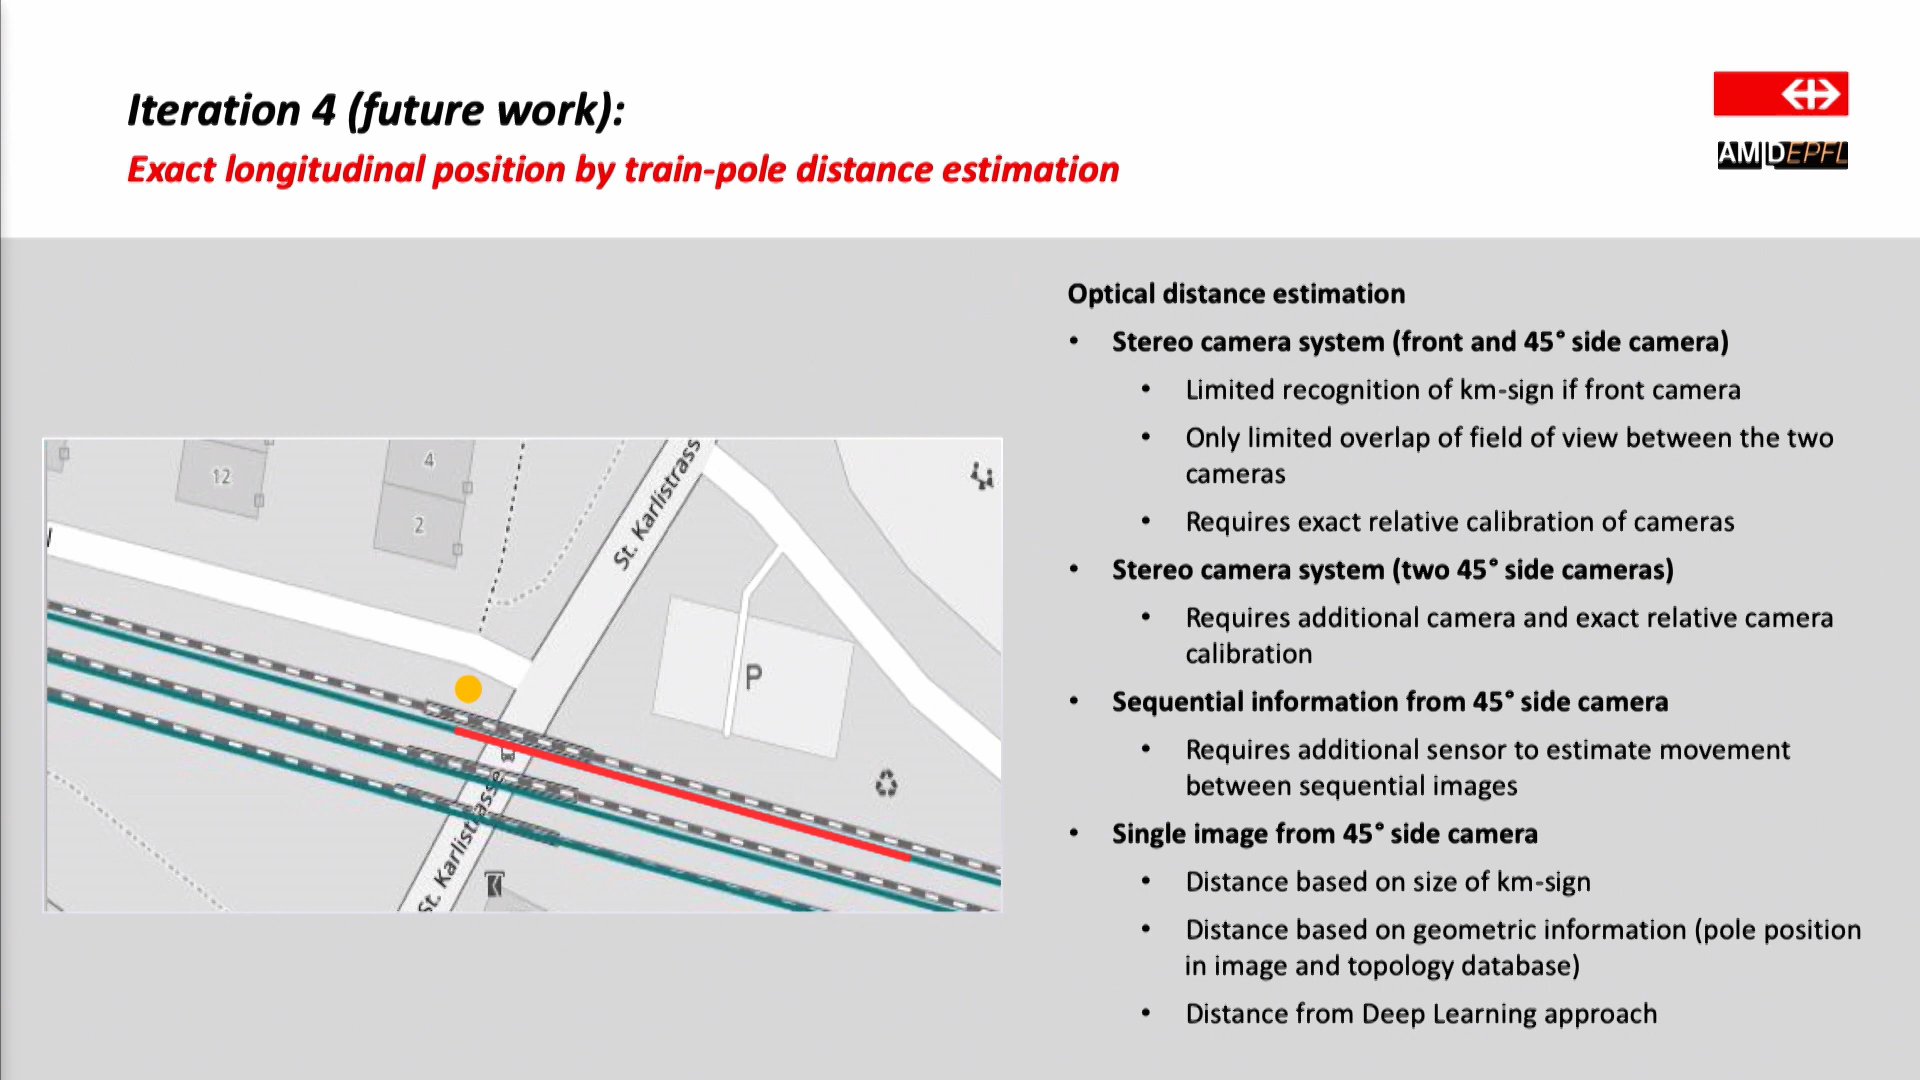 Iteration 4 (future work):
Exact longitudinal position by train-pole distance estimation
AM|DEPFL
Optical distance estimation
• Stereo camera system (front and 45° side camera)
• Limited recognition of km-sign if front camera
• Only limited overlap of field of view between the two
cameras
• Requires exact relative calibration of cameras
• Stereo camera system (two 45° side cameras)
• Requires additional camera and exact relative camera
calibration
• Sequential information from 45° side camera
• Requires additional sensor to estimate movement
between sequential images
• Single image from 45° side camera
• Distance based on size of km-sign
• Distance based on geometric information (pole position
in image and topology database)
• Distance from Deep Learning approach
12
4
2
St. Karlistrass
P
St. Karlistrasse